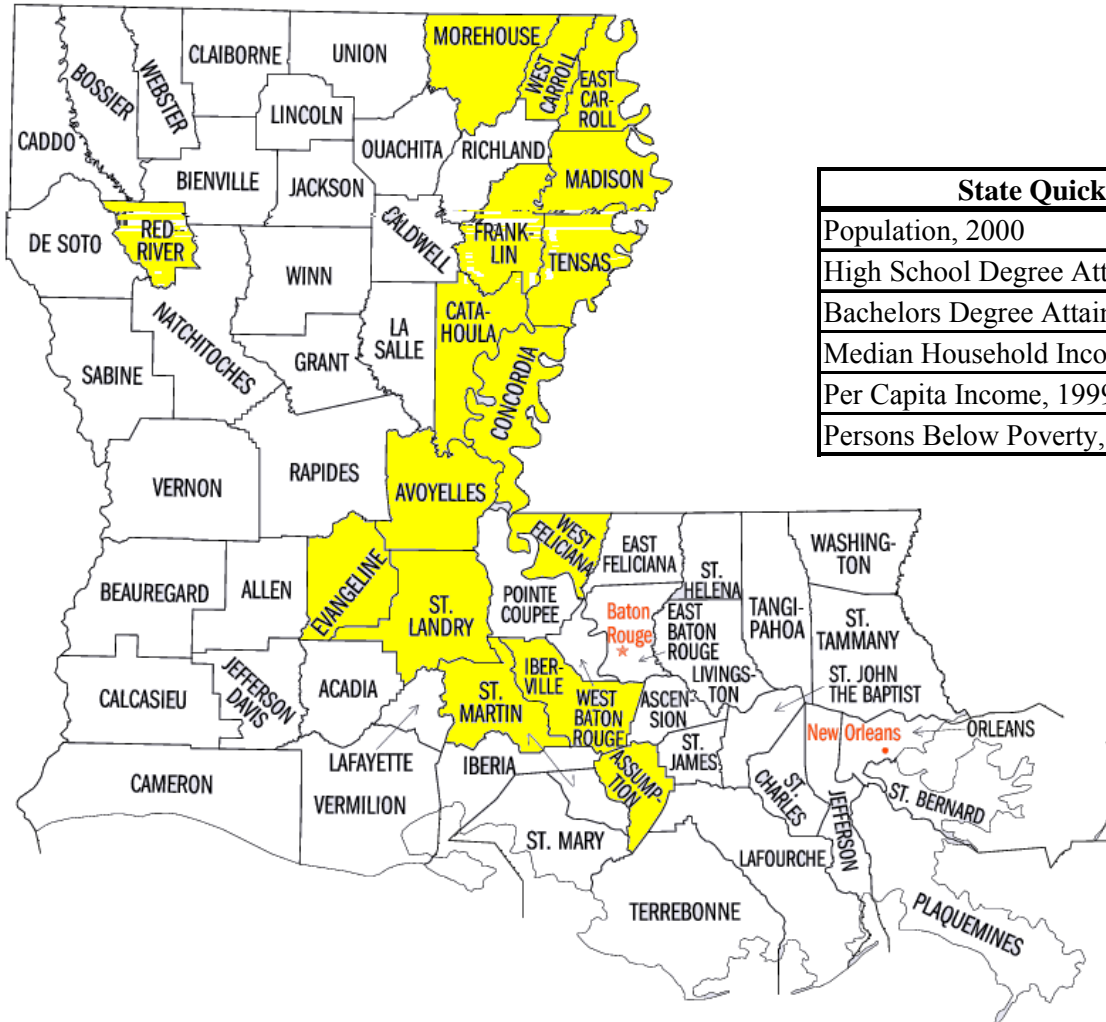 MOREHOUSE
CLAIBORNE
UNION
WEST
CARROLL
EAST
CAR-
ROLL
BOSSIER
WEBSTER
LINCOLN
CADDO
OUACHITA
RICHLAND
BIENVILLE
JACKSON
MADISON
State Quick
Population, 2000
High School Degree Att
Bachelors Degree Attain
Median Household Inco
Per Capita Income, 1999
Persons Below Poverty,
RED
RIVER
DE SOTO
CALDWELL
FRANK-
LIN
TENSAS
WINN
NATCHITOCHES
CATA-
HOULA
LA
SALLE
GRANT
SABINE
CONCORDIA
RAPIDES
VERNON
AVOYELLES
WEST
FELICIANA
EAST
FELICIANA
ST.
HELENA
WASHING-
TON
BEAUREGARD
ALLEN
EVANGELINE
ST.
LANDRY
POINTE
COUPEE
Baton
Rouge
EAST
BATON
ROUGE
TANGI-
PAHOA
ST.
TAMMANY
LIVINGS-
TON
ST. JOHN
THE BAPTIST
CALCASIEU
JEFFERSON
DAVIS
ACADIA
ST.
MARTIN
IBER-
VILLE
WEST
BATON
ROUGE
ASCEN-
SION
New Orleans
ORLEANS
LAFAYETTE
IBERIA
ASSUMP-
TION
ST.
JAMES
CAMERON
VERMILION
ST.
CHARLES
JEFFERSON
ST. BERNARD
ST. MARY
LAFOURCHE
TERREBONNE
PLAQUEMINES